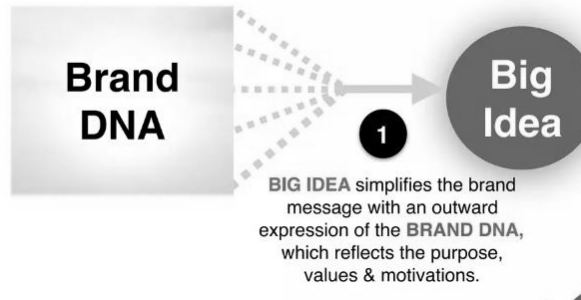 Brand
DNA
Big
Idea
1
BIG IDEA simplifies the brand
message with an outward
expression of the BRAND DNA,
which reflects the purpose,
values & motivations.